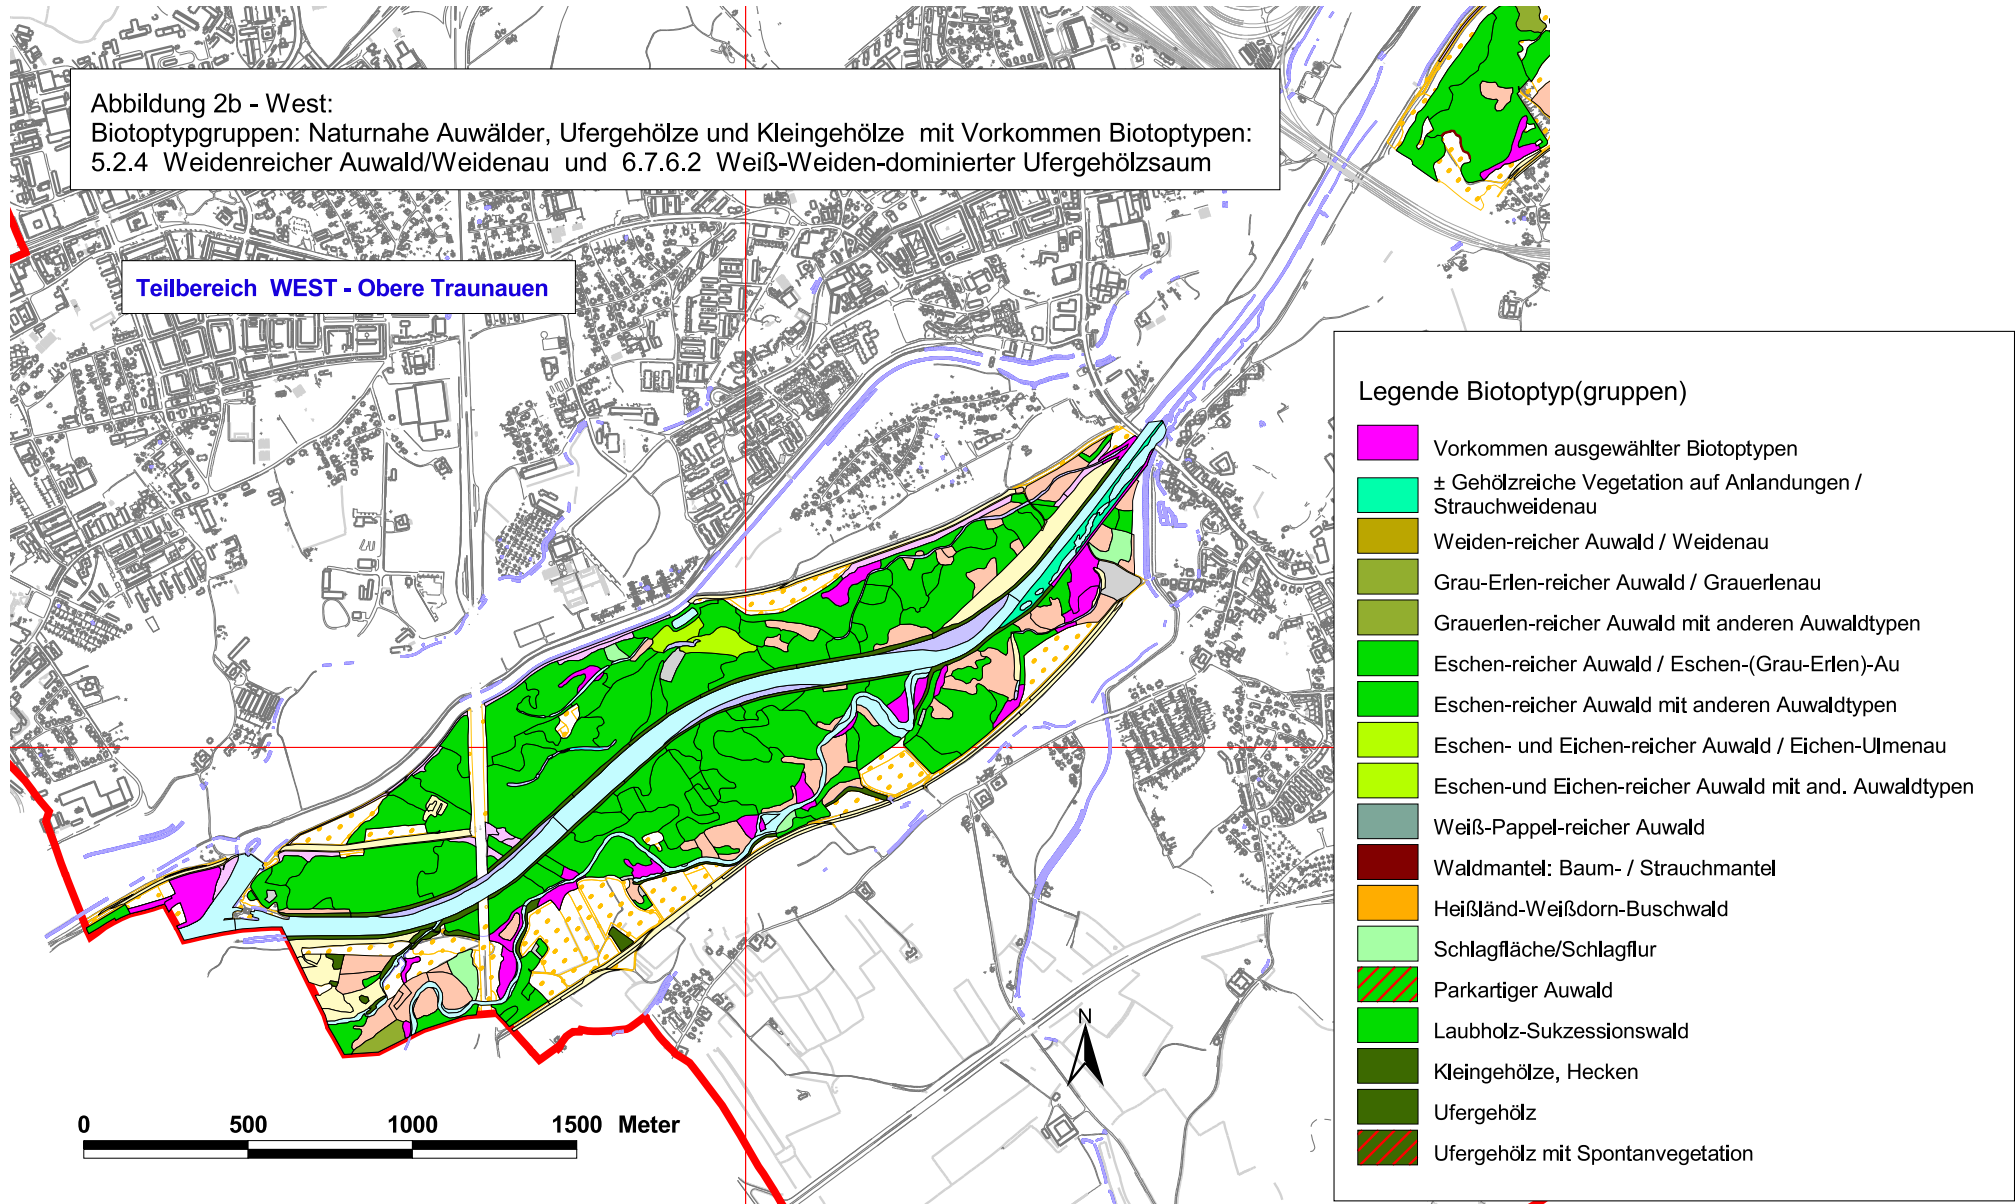 Abbildung 2b - West:
Biotoptypgruppen: Naturnahe Auwälder, Ufergehölze und Kleingehölze mit Vorkommen Biotoptypen:
5.2.4 Weidenreicher Auwald/Weidenau und 6.7.6.2 Weiß-Weiden-dominierter Ufergehölzsaum
Teilbereich WEST - Obere Traunauen
Legende Biotoptyp(gruppen)
Vorkommen ausgewählter Biotoptypen
± Gehölzreiche Vegetation auf Anlandungen /
Strauchweidenau
Weiden-reicher Auwald / Weidenau
Grau-Erlen-reicher Auwald / Grauerlenau
Grauerlen-reicher Auwald mit anderen Auwaldtypen
Eschen-reicher Auwald / Eschen-(Grau-Erlen)-Au
Eschen-reicher Auwald mit anderen Auwaldtypen
Eschen- und Eichen-reicher Auwald / Eichen-Ulmenau
Eschen-und Eichen-reicher Auwald mit and. Auwaldtypen
Weiß-Pappel-reicher Auwald
Waldmantel: Baum- / Strauchmantel
Heißländ-Weißdorn-Buschwald
Schlagfläche/Schlagflur
Parkartiger Auwald
Laubholz-Sukzessionswald
Kleingehölze, Hecken
Ufergehölz
Ufergehölz mit Spontanvegetation
N
0 500 1000 1500 Meter